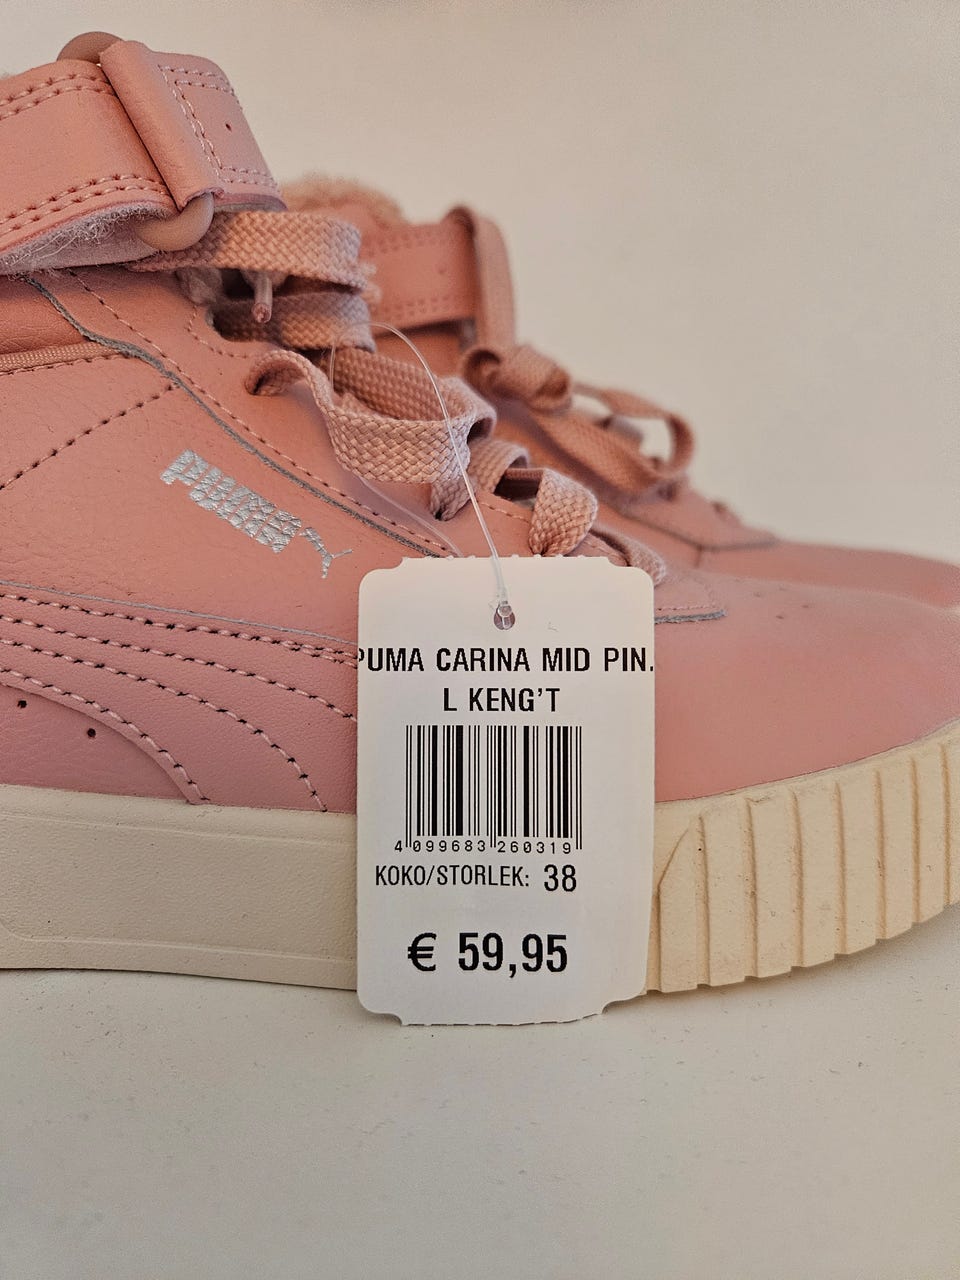 PUMA
PUMA CARINA MID PIN.
L KENG'T
4 099683 260319
KOKO/STORLEK: 38
€ 59,95